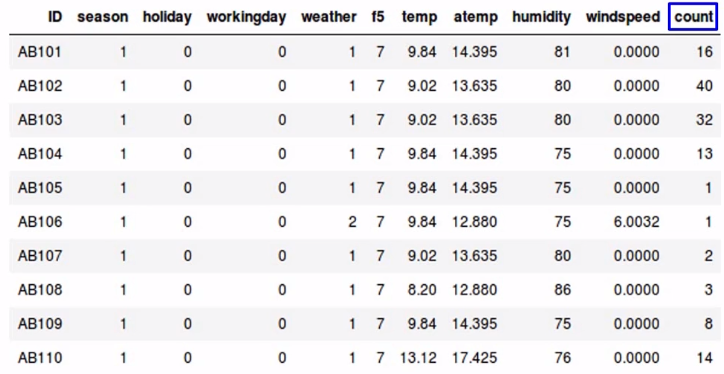 ID season holiday workingday weather f5 temp atemp humidity windspeed count
AB101 1 0 0 1 7 9.84 14.395 81 0.0000 16
AB102 1 0 0 1 7 9.02 13.635 80 0.0000 40
AB103 1 0 0 1 7 9.02 13.635 80 0.0000 32
AB104 1 0 0 1 7 9.84 14.395 75 0.0000 13
AB105 1 0 0 1 7 9.84 14.395 75 0.0000 1
AB106 1 0 0 2 7 9.84 12.880 75 6.0032 1
AB107 1 0 0 1 7 9.02 13.635 80 0.0000 2
AB108 1 0 0 1 7 8.20 12.880 86 0.0000 3
AB109 1 0 0 1 7 9.84 14.395 75 0.0000 8
AB110 1 0 0 1 7 13.12 17.425 76 0.0000 14